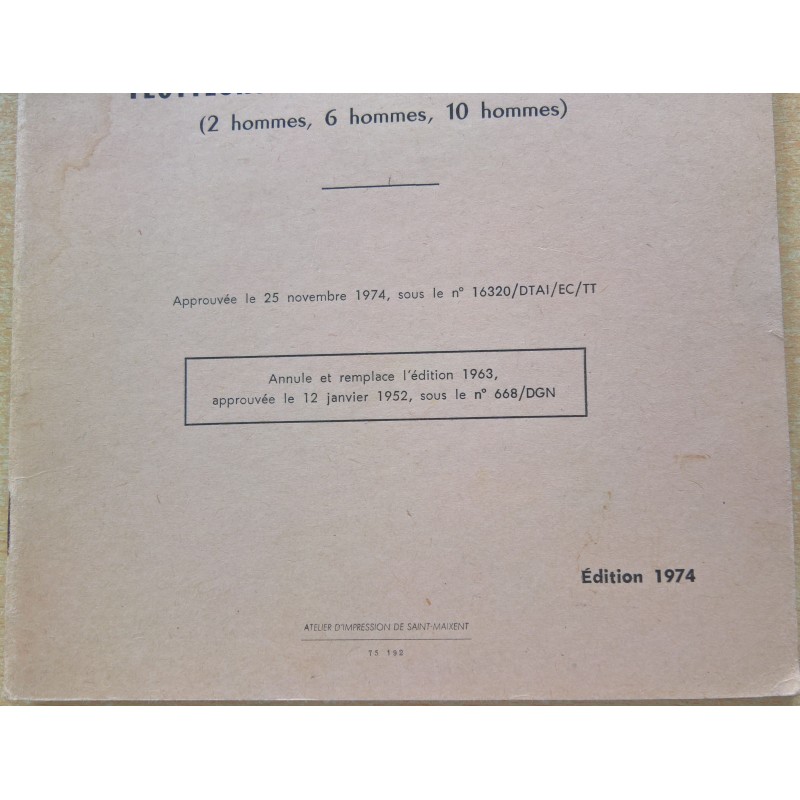 (2 hommes, 6 hommes, 10 hommes)
Approuvée le 25 novembre 1974, sous le n° 16320/DTAI/EC/TT
Annule et remplace l'édition 1963,
approuvée le 12 janvier 1952, sous le n° 668/DGN
Édition 1974
ATELIER D'IMPRESSION DE SAINT-MAIXENT
75 192